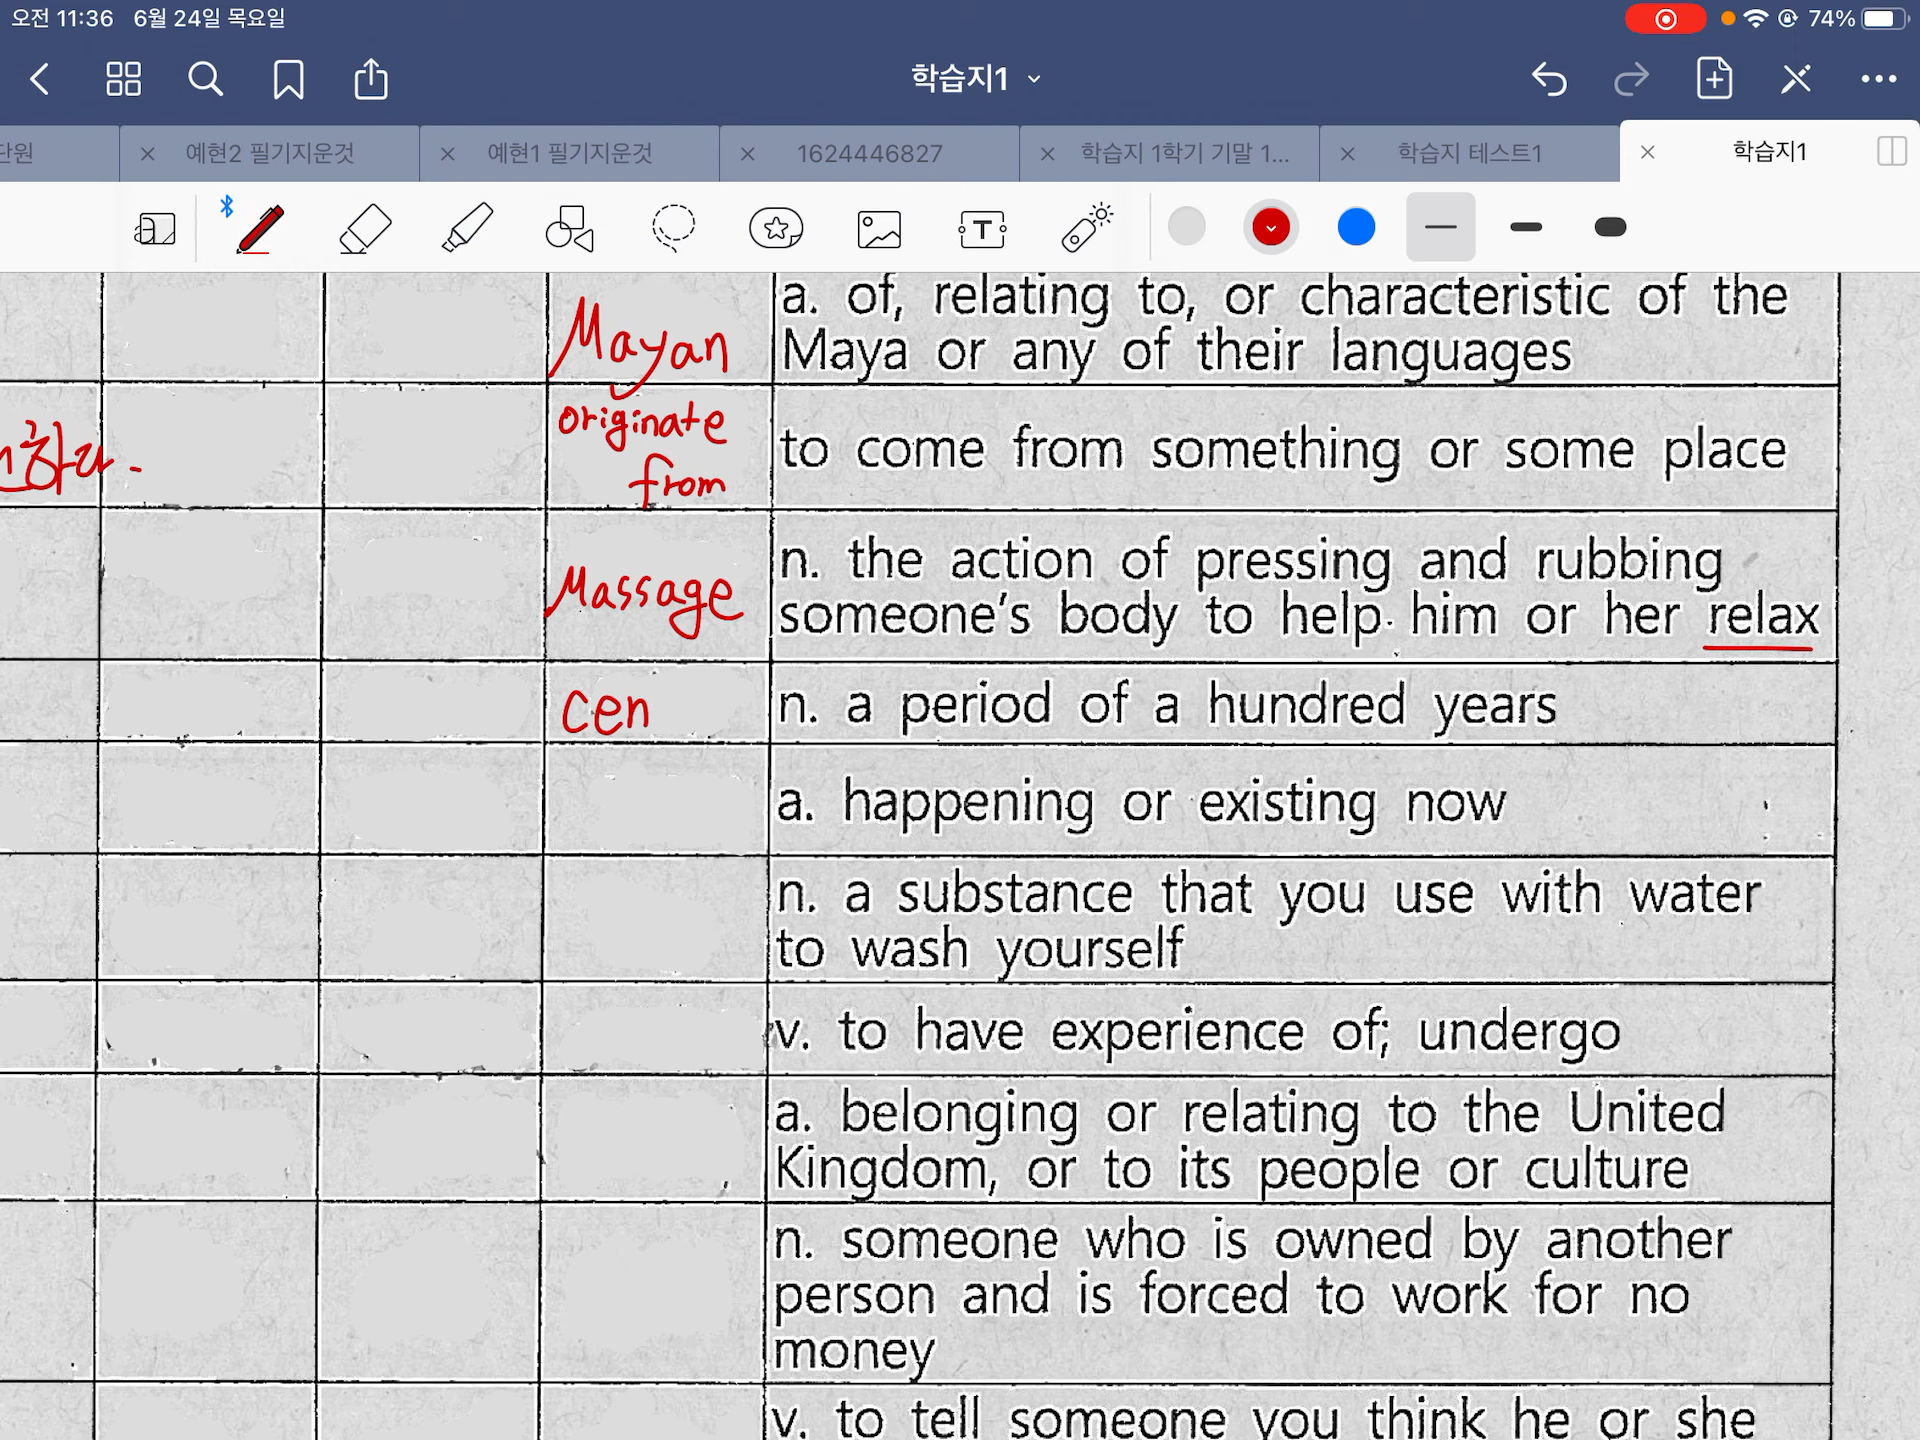 오전 11:36 6월 24일 목요일
74%
학습지1
단원
예현2 필기지운것
예현1 필기지운것
1624446827
학습지 1학기 기말 1...
학습지 테스트1
학습지1
Mayan
a. of, relating to, or characteristic of the
Maya or any of their languages
originate
from
to come from something or some place
Massage
n. the action of pressing and rubbing
someone's body to help him or her relax
cen
n. a period of a hundred years
a. happening or existing now
n. a substance that you use with water
to wash yourself
v. to have experience of; undergo
a. belonging or relating to the United
Kingdom, or to its people or culture
n. someone who is owned by another
person and is forced to work for no
money
v. to tell someone you think he or she